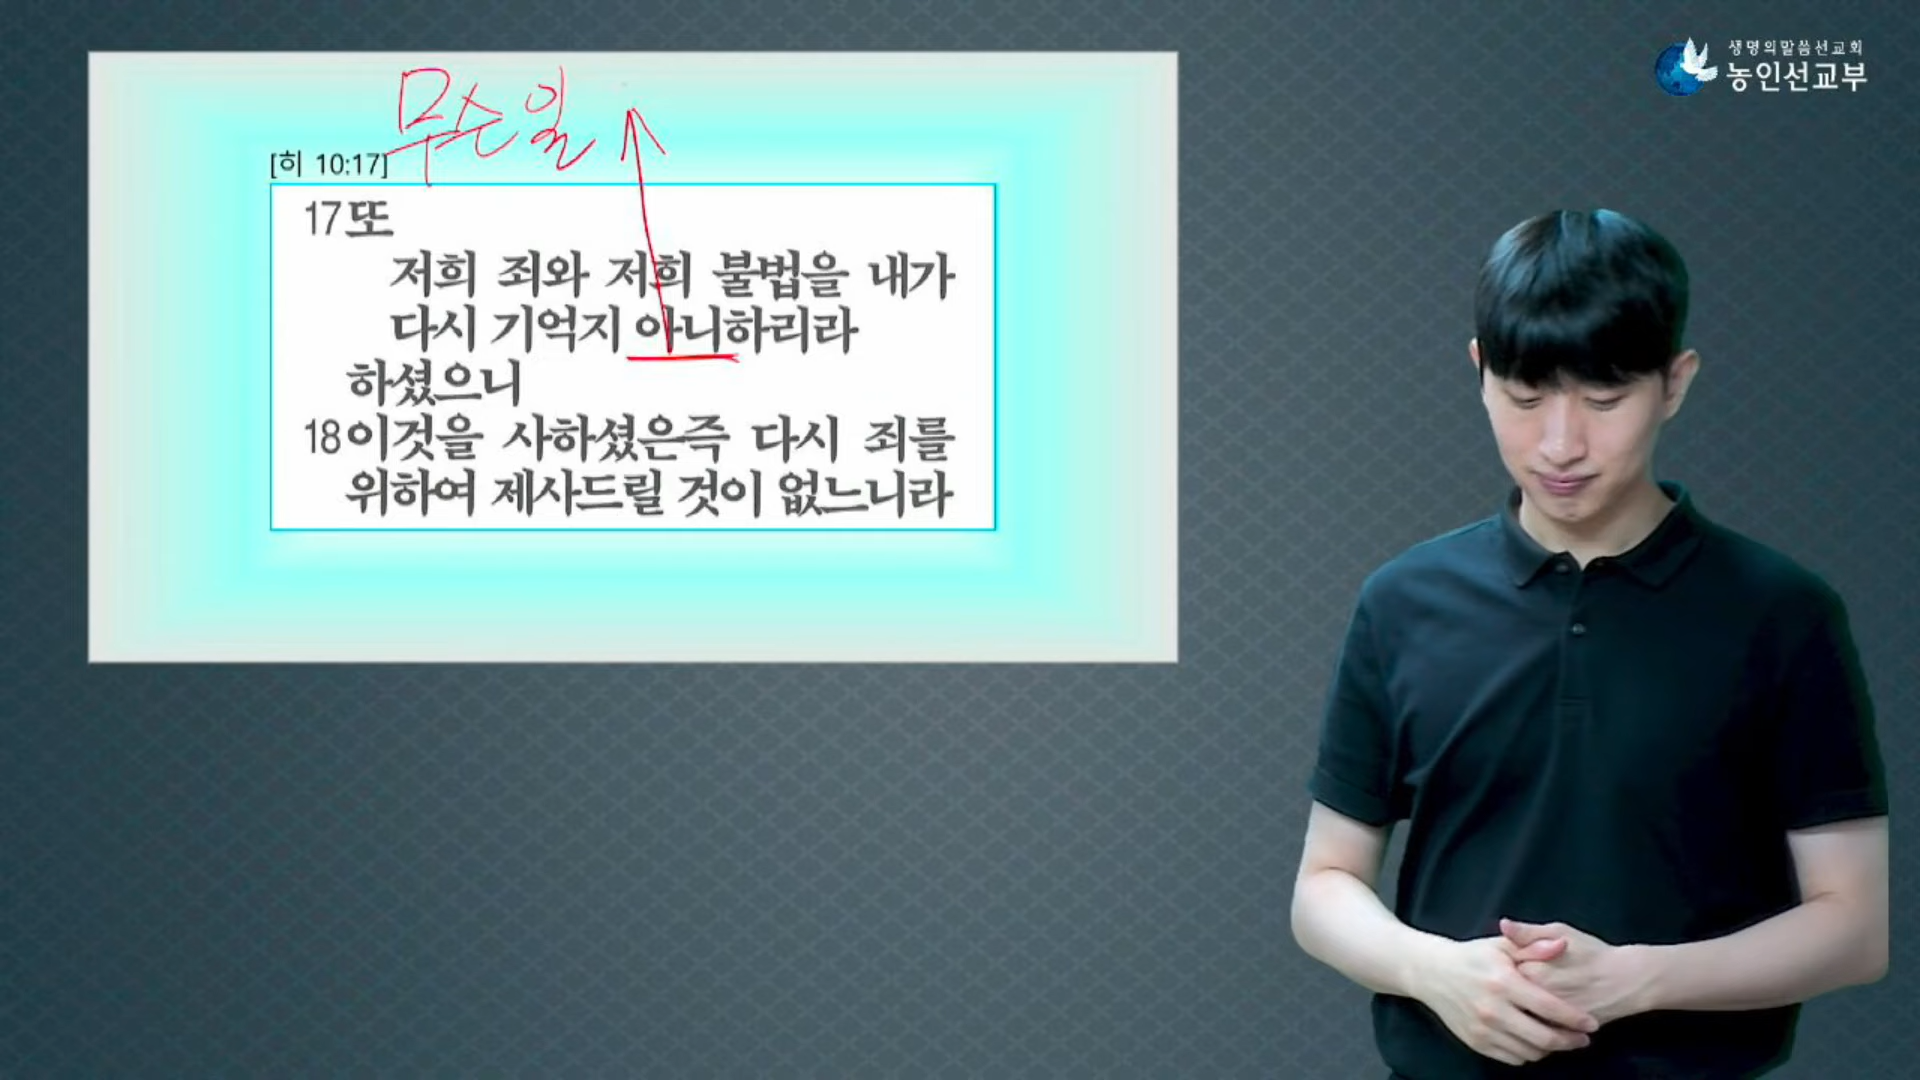 생명의말씀선교회
농인선교부
무슨일
[히 10:17]
17 또
저희 죄와 저희 불법을 내가
다시 기억지 아니하리라
하셨으니
18 이것을 사하셨은즉 다시 죄를
위하여 제사드릴 것이 없느니라